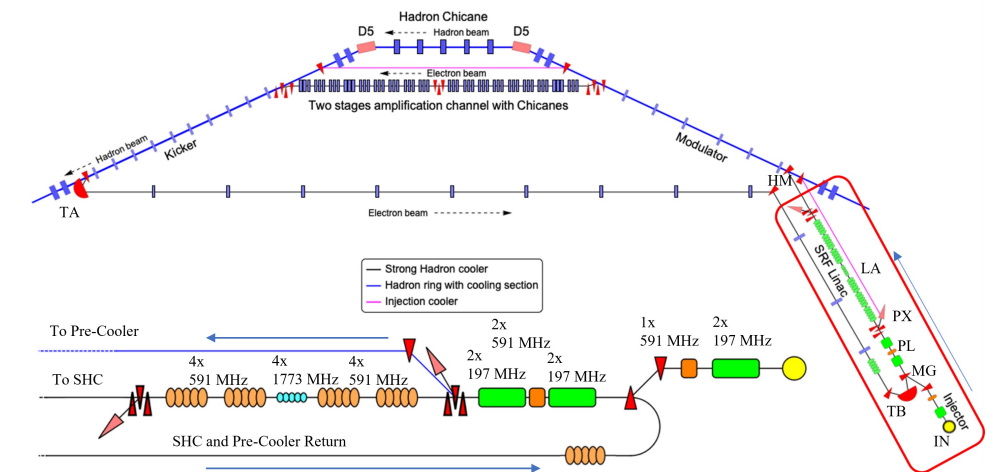 Hadron Chicane
D5
Hadron beam
D5
Electron beam
Two stages amplification channel with Chicanes
Hadron beam
Kicker
Modulator
TA
HM
Electron beam
SRF Linac
LA
PX
PL
MG
TB
Injector
IN
Strong Hadron cooler
Hadron ring with cooling section
Injection cooler
To Pre-Cooler
To SHC
4x
591 MHz
4x
1773 MHz
4x
591 MHz
2x
591 MHz
2x
197 MHz
2x
197 MHz
1x
591 MHz
2x
197 MHz
SHC and Pre-Cooler Return